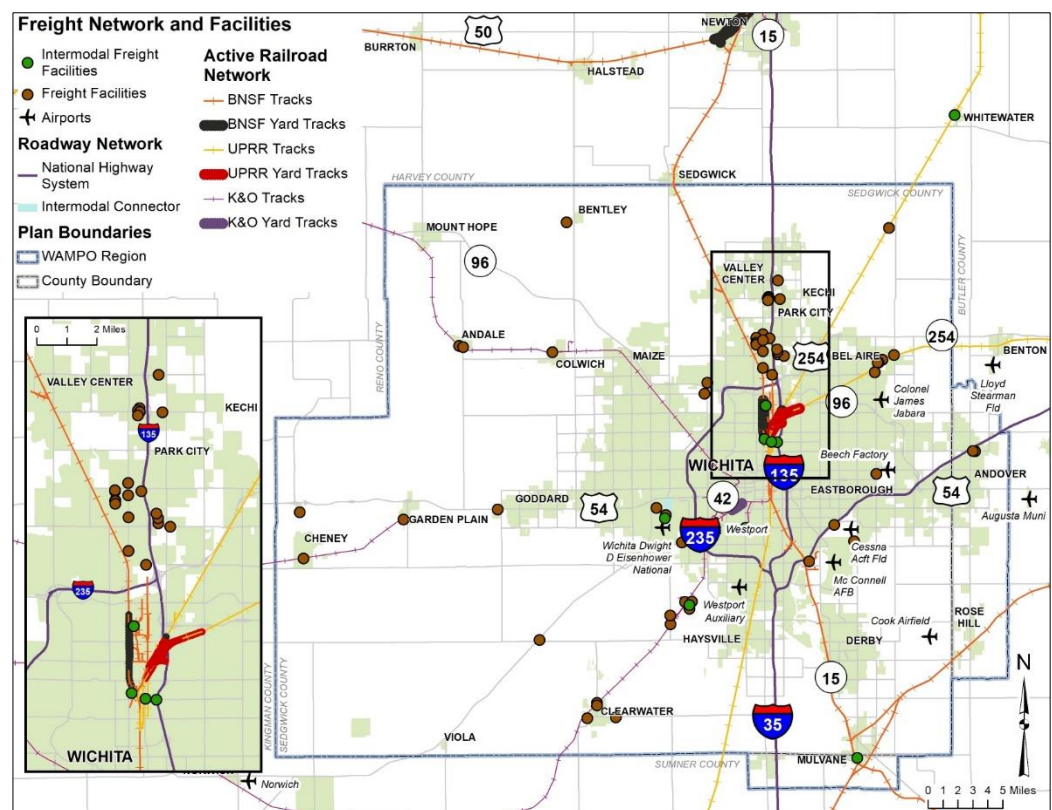 Freight Network and Facilities
Intermodal Freight
Facilities
Freight Facilities
Airports
Roadway Network
National Highway
System
Intermodal Connector
Plan Boundaries
WAMPO Region
County Boundary
Active Railroad
Network
BNSF Tracks
BNSF Yard Tracks
UPRR Tracks
UPRR Yard Tracks
K&O Tracks
K&O Yard Tracks
0 1 2 Miles
VALLEY CENTER
KECHI
135
PARK CITY
235
WICHITA
NEWTON
50
15
BURRTON
HALSTEAD
WHITEWATER
SEDGWICK
HARVEY COUNTY
SEDGWICK COUNTY
BENTLEY
MOUNT HOPE
96
VALLEY
CENTER
KECHI
PARK CITY
BUTLER COUNTY
RENO COUNTY
ANDALE
COLWICH
MAIZE
254
BEL AIRE
254
BENTON
Lloyd
Stearman
Fld
96
Colonel
James
Jabara
WICHITA
135
Beech Factory
EASTBOROUGH
ANDOVER
54
Augusta Muni
GODDARD
54
42
Westport
235
GARDEN PLAIN
CHENEY
Wichita Dwight
D Eisenhower
National
Cessna
Acft Fld
Mc Connell
AFB
Westport
Auxiliary
HAYSVILLE
Cook Airfield
ROSE
HILL
DERBY
15
CLEARWATER
35
VIOLA
KINGMAN COUNTY
SEDGWICK COUNTY
SUMNER COUNTY
MULVANE
Norwich
N
0 1 2 3 4 5 Miles